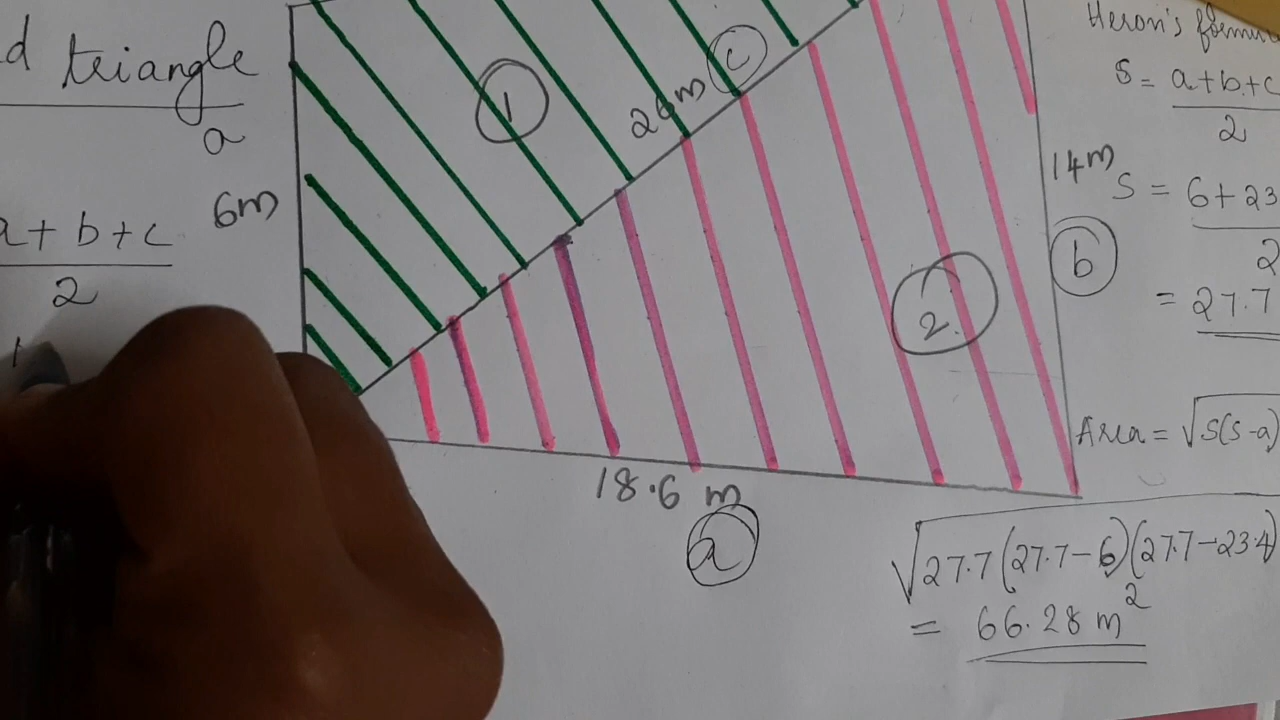 d triangle
a
a+b+c
2
6m
1
26m
c
14m
b
2.
18.6 m
a
Heron's formu
S = a+b+c
2
S = 6+23
2
= 27.7
Area = √S(S-a)
√27.7(27.7-6)(27.7-23.4)
= 66.28 m²